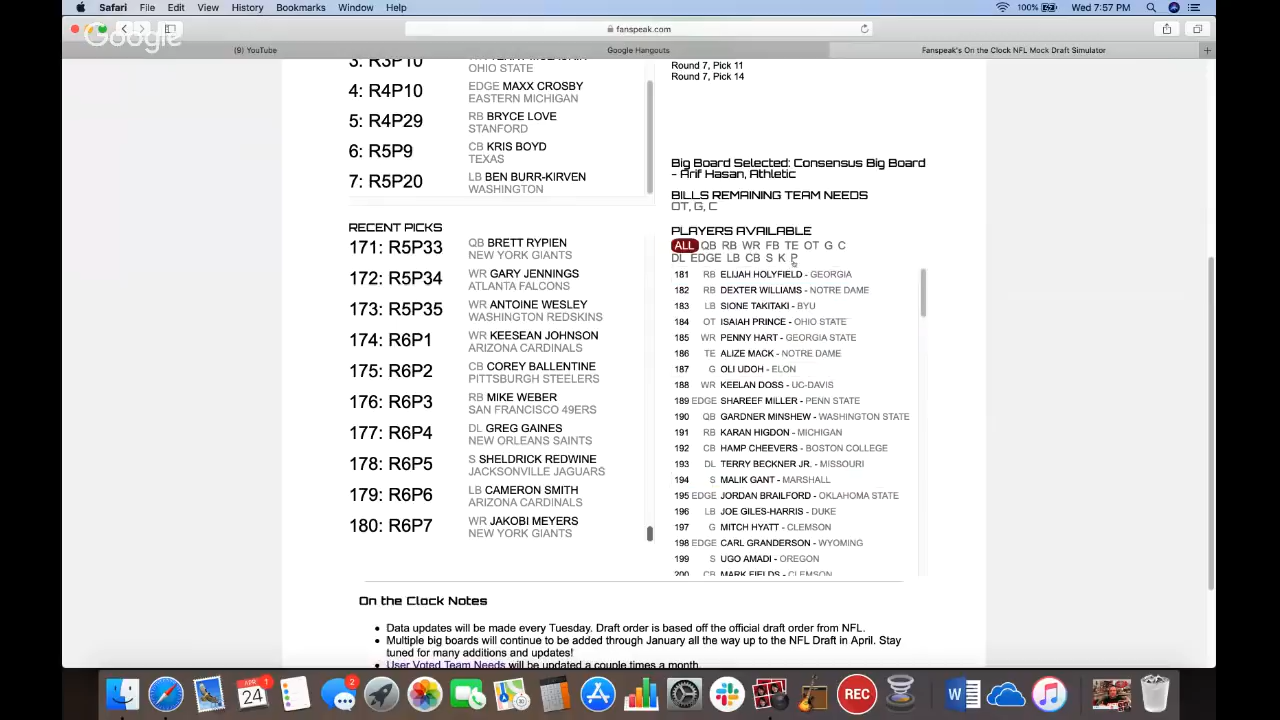 Safari File Edit View History Bookmarks Window Help 100% Wed 7:57 PM
Google
fanspeak.com
(9) YouTube Google Hangouts Fanspeak's On the Clock NFL Mock Draft Simulator
3: R3P10
OHIO STATE
4: R4P10 EDGE MAXX CROSBY
EASTERN MICHIGAN
5: R4P29 RB BRYCE LOVE
STANFORD
6: R5P9 CB KRIS BOYD
TEXAS
7: R5P20 LB BEN BURR-KIRVEN
WASHINGTON
RECENT PICKS
171: R5P33 QB BRETT RYPIEN
NEW YORK GIANTS
172: R5P34 WR GARY JENNINGS
ATLANTA FALCONS
173: R5P35 WR ANTOINE WESLEY
WASHINGTON REDSKINS
174: R6P1 WR KEESEAN JOHNSON
ARIZONA CARDINALS
175: R6P2 CB COREY BALLENTINE
PITTSBURGH STEELERS
176: R6P3 RB MIKE WEBER
SAN FRANCISCO 49ERS
177: R6P4 DL GREG GAINES
NEW ORLEANS SAINTS
178: R6P5 S SHELDRICK REDWINE
JACKSONVILLE JAGUARS
179: R6P6 LB CAMERON SMITH
ARIZONA CARDINALS
180: R6P7 WR JAKOBI MEYERS
NEW YORK GIANTS
Round 7, Pick 11
Round 7, Pick 14
Big Board Selected: Consensus Big Board
- Arif Hasan, Athletic
BILLS REMAINING TEAM NEEDS
OT, G, C
PLAYERS AVAILABLE
ALL QB RB WR FB TE OT G C
DL EDGE LB CB S K P
181 RB ELIJAH HOLYFIELD - GEORGIA
182 RB DEXTER WILLIAMS - NOTRE DAME
183 LB SIONE TAKITAKI - BYU
184 OT ISAIAH PRINCE - OHIO STATE
185 WR PENNY HART - GEORGIA STATE
186 TE ALIZE MACK - NOTRE DAME
187 G OLI UDOH - ELON
188 WR KEELAN DOSS - UC-DAVIS
189 EDGE SHAREEF MILLER - PENN STATE
190 QB GARDNER MINSHEW - WASHINGTON STATE
191 RB KARAN HIGDON - MICHIGAN
192 CB HAMP CHEEVERS - BOSTON COLLEGE
193 DL TERRY BECKNER JR. - MISSOURI
194 S MALIK GANT - MARSHALL
195 EDGE JORDAN BRAILFORD - OKLAHOMA STATE
196 LB JOE GILES-HARRIS - DUKE
197 G MITCH HYATT - CLEMSON
198 EDGE CARL GRANDERSON - WYOMING
199 S UGO AMADI - OREGON
200 CB MARK FIELDS - CLEMSON
On the Clock Notes
• Data updates will be made every Tuesday. Draft order is based off the official draft order from NFL.
• Multiple big boards will continue to be added through January all the way up to the NFL Draft in April. Stay
tuned for many additions and updates!
• User Voted Team Needs will be updated a couple times a month.
APR 24 1 2 REC